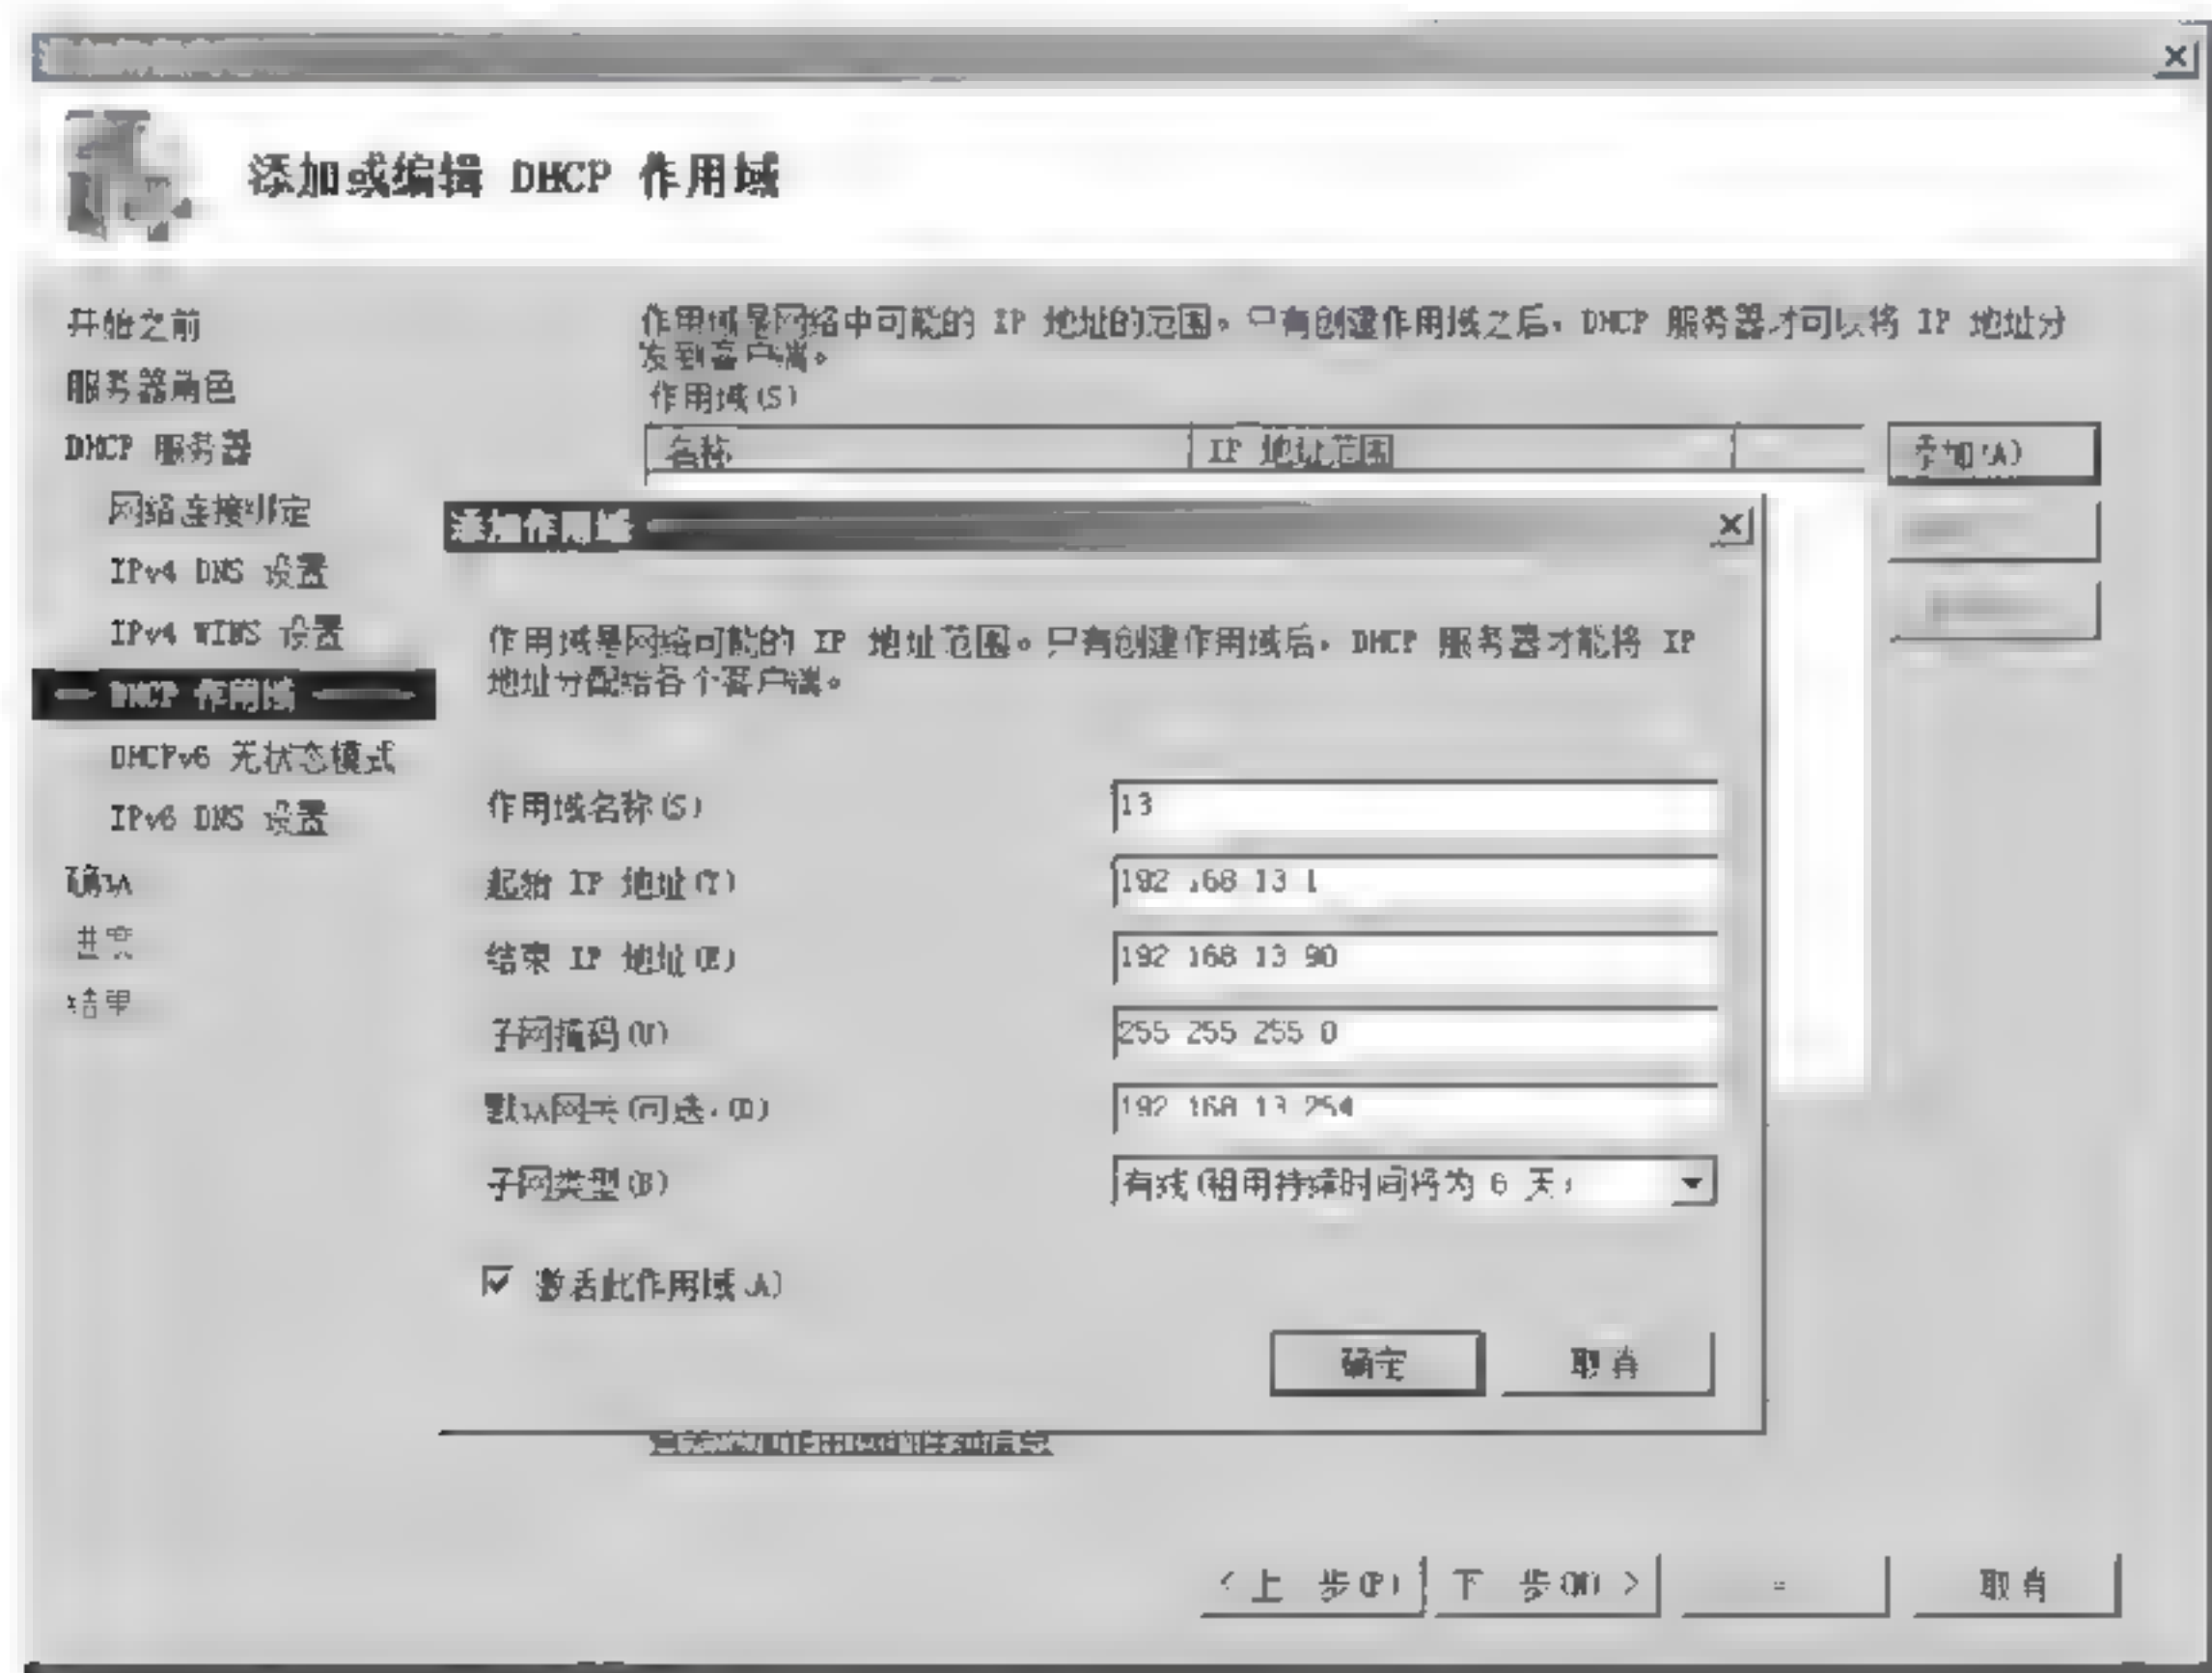 添加或编辑 DHCP 作用域
开始之前
服务器角色
DHCP 服务器
网络连接绑定
IPv4 DNS 设置
IPv4 WINS 设置
DHCP 作用域
DHCPv6 无状态模式
IPv6 DNS 设置
确认
进度
结果
作用域是网络中可能的 IP 地址的范围。只有创建作用域之后，DHCP 服务器才可以将 IP 地址分
发到客户端。
作用域(S)
名称 IP 地址范围
添加(A)
添加作用域
作用域是网络可能的 IP 地址范围。只有创建作用域后，DHCP 服务器才能将 IP
地址分配给各个客户端。
作用域名称(S) 13
起始 IP 地址(T) 192 168 13 1
结束 IP 地址(E) 192 168 13 90
子网掩码(U) 255 255 255 0
默认网关(可选)(D) 192 168 13 254
子网类型(B) 有线(租用持续时间将为 6 天)
激活此作用域(A)
确定 取消
< 上 步(P) 下 步(N) > 取消